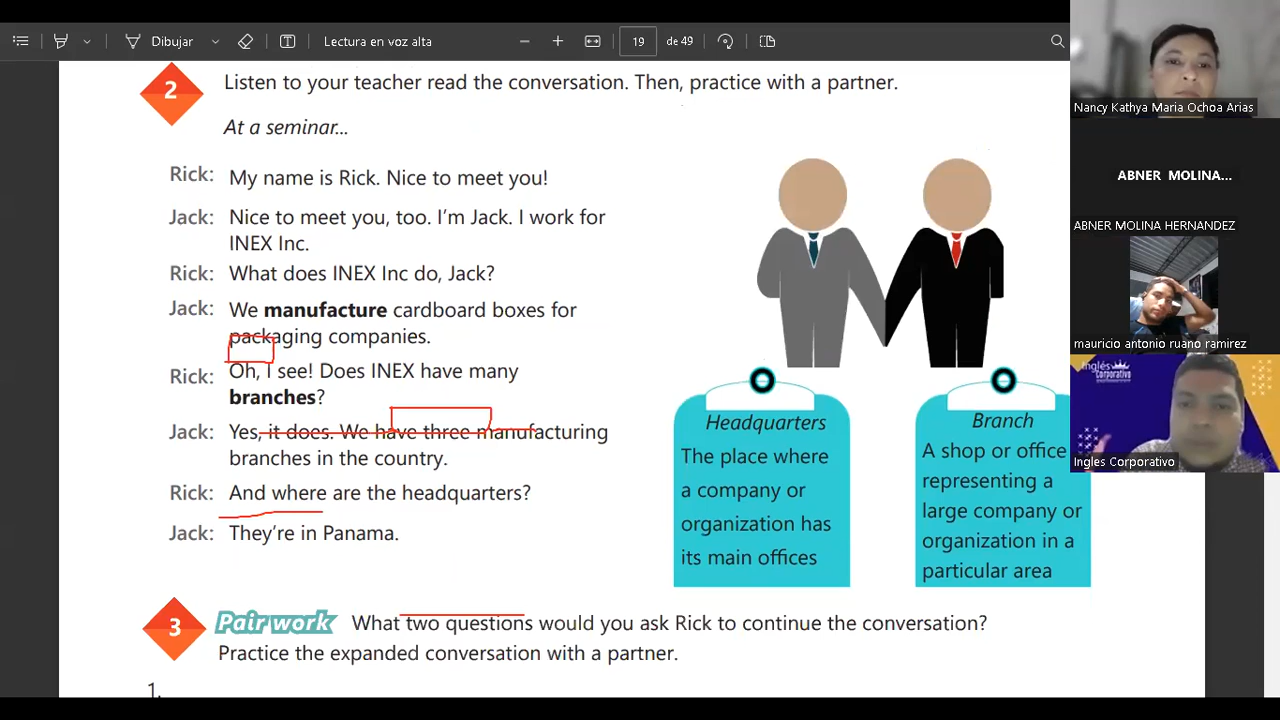 Dibujar
Lectura en voz alta
19
de 49
2
Listen to your teacher read the conversation. Then, practice with a partner.
At a seminar...
Rick: My name is Rick. Nice to meet you!
Jack: Nice to meet you, too. I'm Jack. I work for
INEX Inc.
Rick: What does INEX Inc do, Jack?
Jack: We manufacture cardboard boxes for
packaging companies.
Rick: Oh, I see! Does INEX have many
branches?
Jack: Yes, it does. We have three manufacturing
branches in the country.
Rick: And where are the headquarters?
Jack: They're in Panama.
Headquarters
The place where
a company or
organization has
its main offices
Branch
A shop or office
representing a
large company or
organization in a
particular area
3
Pair work What two questions would you ask Rick to continue the conversation?
Practice the expanded conversation with a partner.
1.
Nancy Kathya Maria Ochoa Arias
ABNER MOLINA...
ABNER MOLINA HERNANDEZ
mauricio antonio ruano ramirez
Inglés
Corporativo
Ingles Corporativo